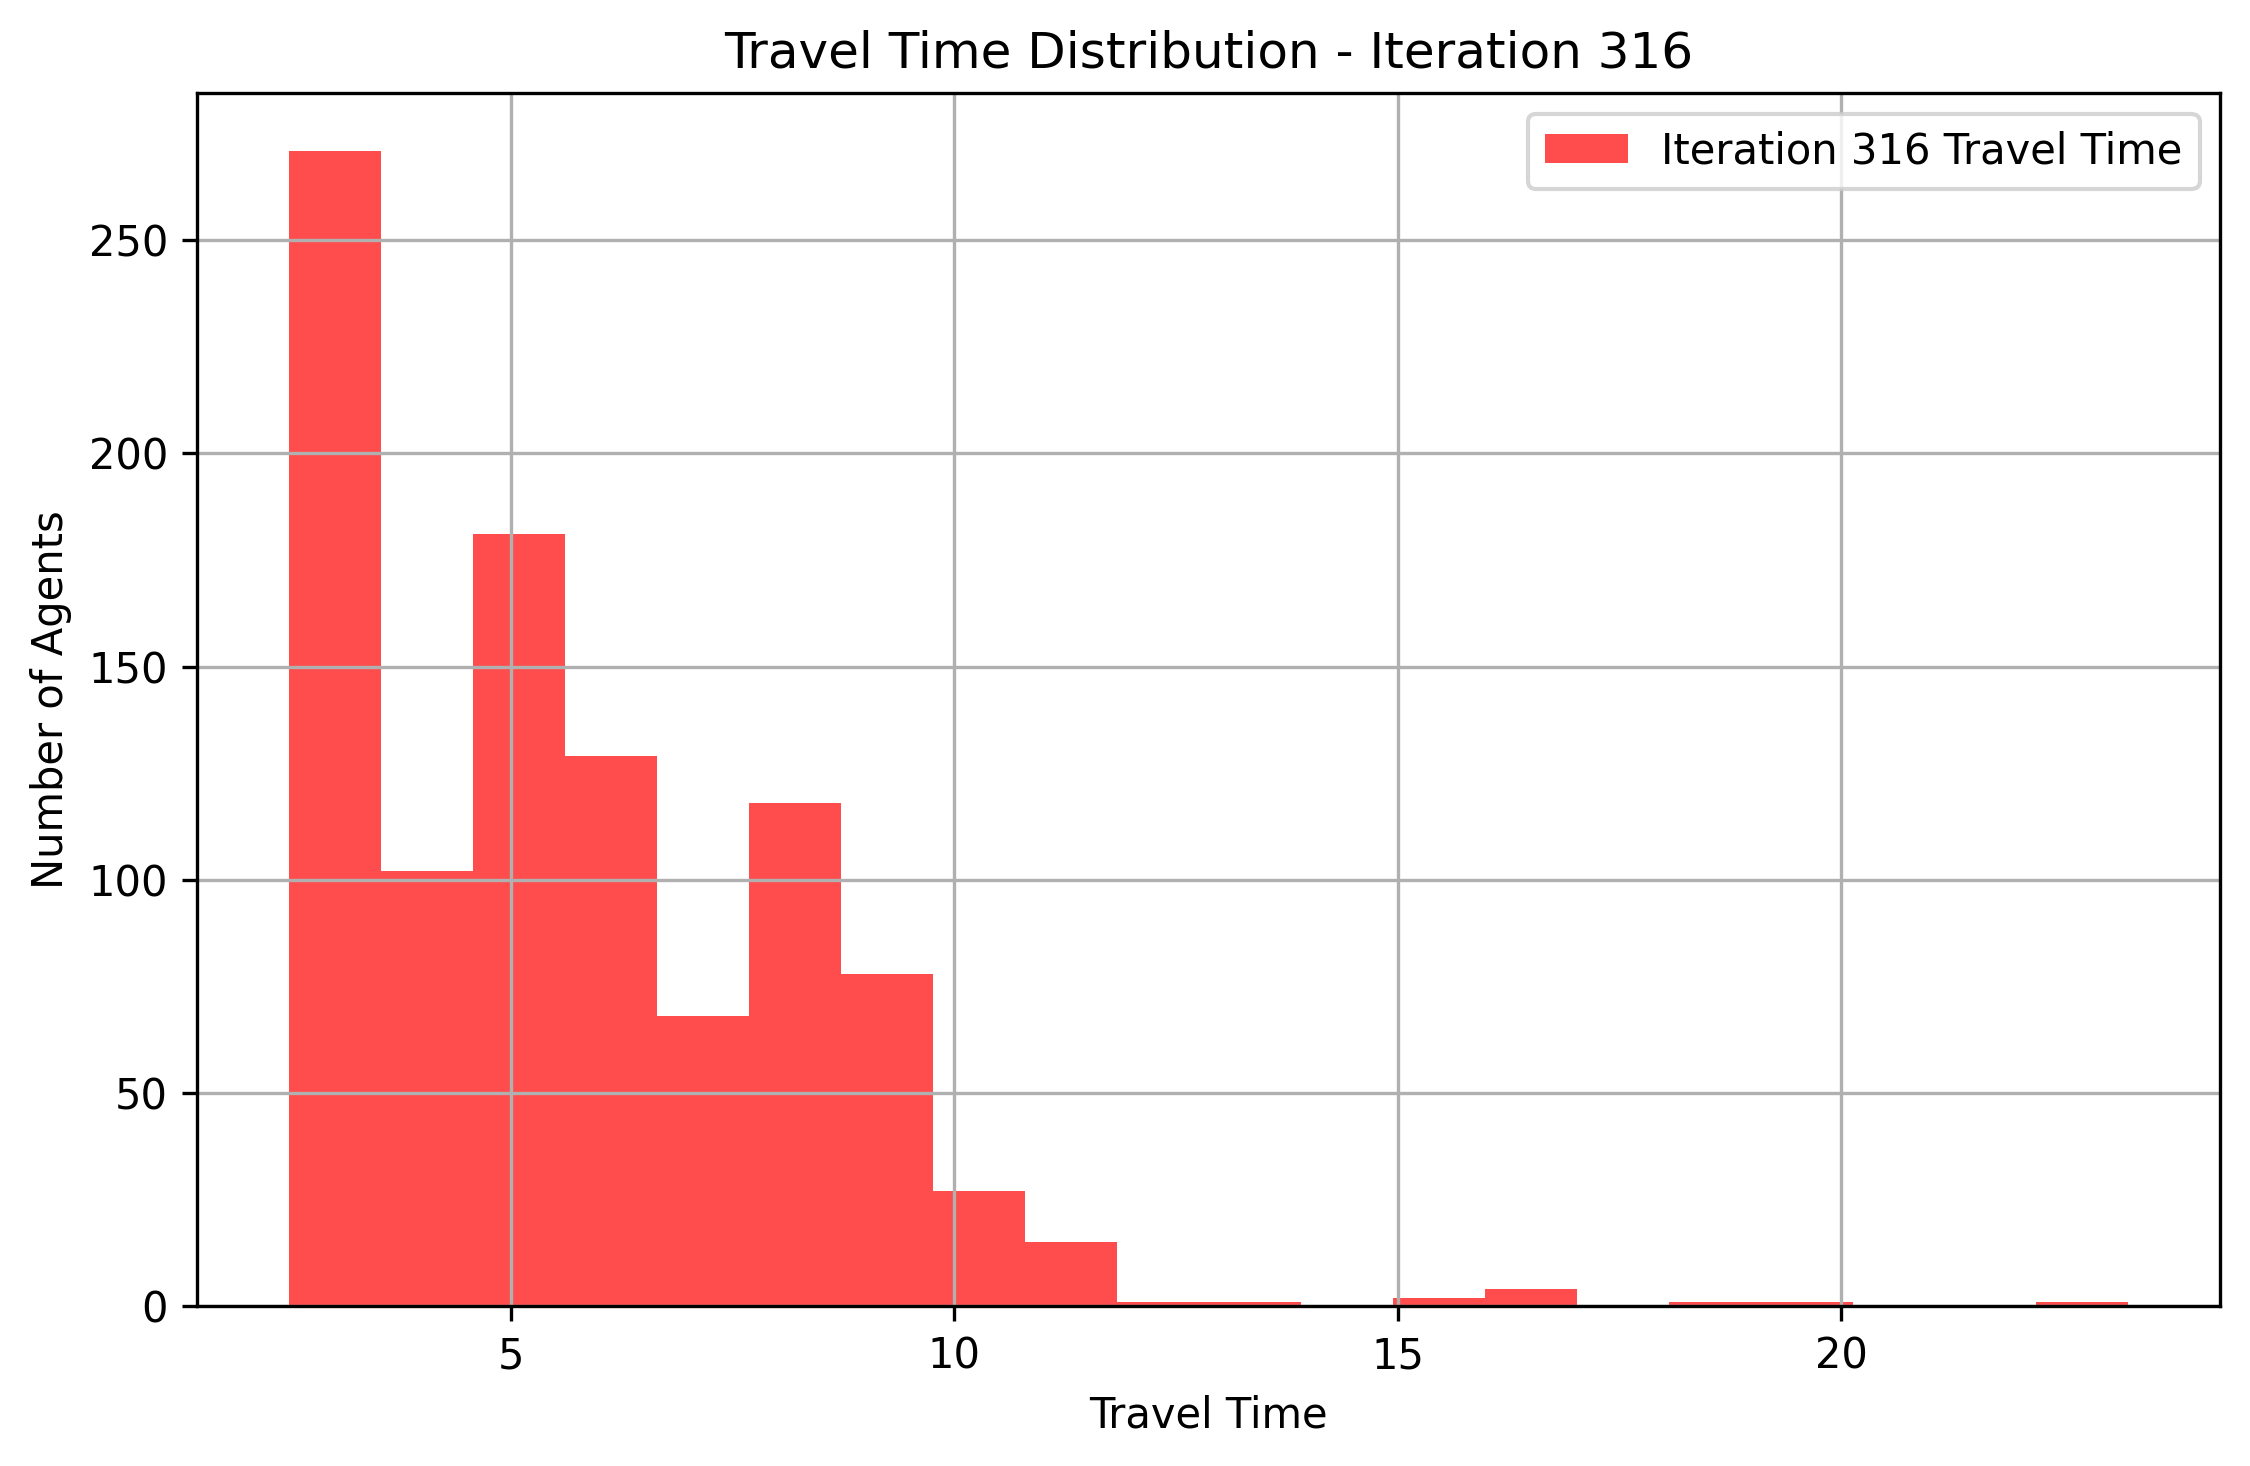 Travel Time Distribution - Iteration 316
Iteration 316 Travel Time
250
200
150
100
50
0
Number of Agents
5 10 15 20
Travel Time